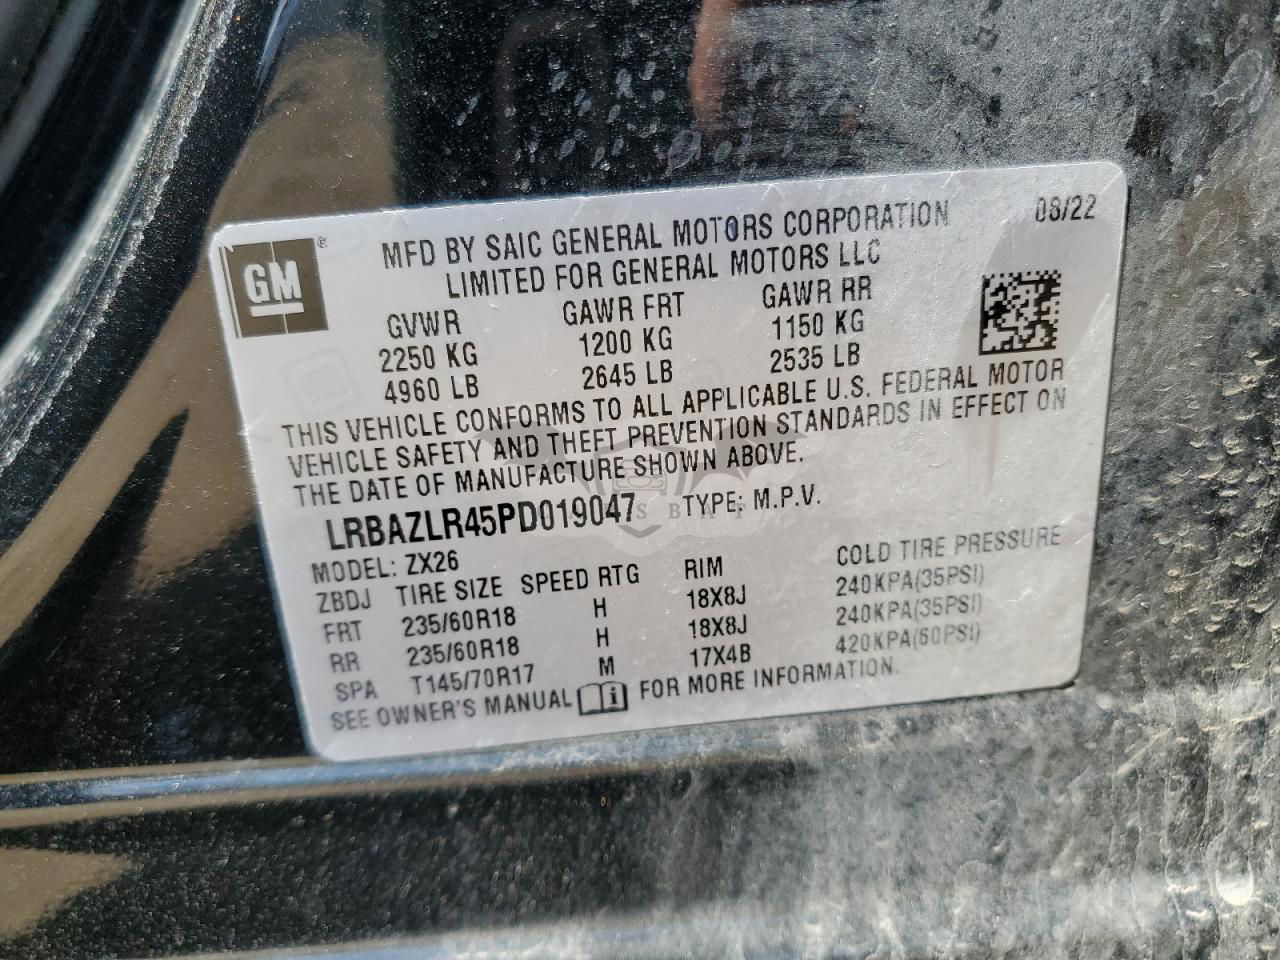 GM ®
08/22
MFD BY SAIC GENERAL MOTORS CORPORATION
LIMITED FOR GENERAL MOTORS LLC
GVWR GAWR FRT GAWR RR
2250 KG 1200 KG 1150 KG
4960 LB 2645 LB 2535 LB
THIS VEHICLE CONFORMS TO ALL APPLICABLE U.S. FEDERAL MOTOR
VEHICLE SAFETY AND THEFT PREVENTION STANDARDS IN EFFECT ON
THE DATE OF MANUFACTURE SHOWN ABOVE.
LRBAZLR45PD019047 TYPE: M.P.V.
MODEL: ZX26
ZBDJ TIRE SIZE SPEED RTG RIM COLD TIRE PRESSURE
FRT 235/60R18 H 18X8J 240KPA(35PSI)
RR 235/60R18 H 18X8J 240KPA(35PSI)
SPA T145/70R17 M 17X4B 420KPA(60PSI)
SEE OWNER'S MANUAL i FOR MORE INFORMATION.